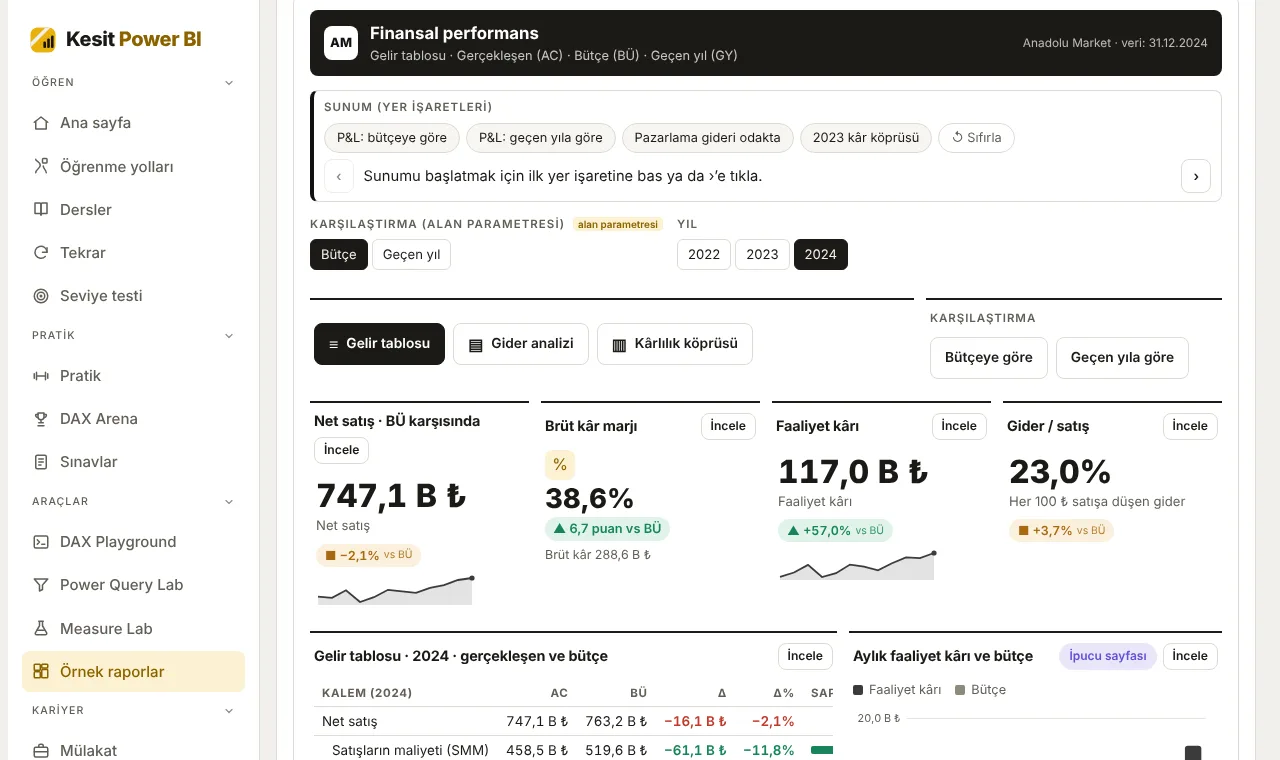 Kesit Power BI
ÖĞREN
Ana sayfa
Öğrenme yolları
Dersler
Tekrar
Seviye testi
PRATİK
Pratik
DAX Arena
Sınavlar
ARAÇLAR
DAX Playground
Power Query Lab
Measure Lab
Örnek raporlar
KARİYER
Mülakat
AM
Finansal performans
Gelir tablosu · Gerçekleşen (AC) · Bütçe (BÜ) · Geçen yıl (GY)
Anadolu Market · veri: 31.12.2024
SUNUM (YER İŞARETLERİ)
P&L: bütçeye göre
P&L: geçen yıla göre
Pazarlama gideri odakta
2023 kâr köprüsü
Sıfırla
‹ Sunumu başlatmak için ilk yer işaretine bas ya da ›’e tıkla. ›
KARŞILAŞTIRMA (ALAN PARAMETRESİ) alan parametresi
Bütçe Geçen yıl
YIL
2022 2023 2024
Gelir tablosu
Gider analizi
Kârlılık köprüsü
KARŞILAŞTIRMA
Bütçeye göre Geçen yıla göre
Net satış · BÜ karşısında
İncele
747,1 B ₺
Net satış
−2,1% vs BÜ
Brüt kâr marjı İncele
%
38,6%
▲ 6,7 puan vs BÜ
Brüt kâr 288,6 B ₺
Faaliyet kârı İncele
117,0 B ₺
Faaliyet kârı
▲ +57,0% vs BÜ
Gider / satış İncele
23,0%
Her 100 ₺ satışa düşen gider
■ +3,7% vs BÜ
Gelir tablosu · 2024 · gerçekleşen ve bütçe İncele
KALEM (2024) AC BÜ Δ Δ% SAP
Net satış 747,1 B ₺ 763,2 B ₺ −16,1 B ₺ −2,1%
Satışların maliyeti (SMM) 458,5 B ₺ 519,6 B ₺ −61,1 B ₺ −11,8%
Aylık faaliyet kârı ve bütçe İpucu sayfası İncele
Faaliyet kârı Bütçe
20,0 B ₺